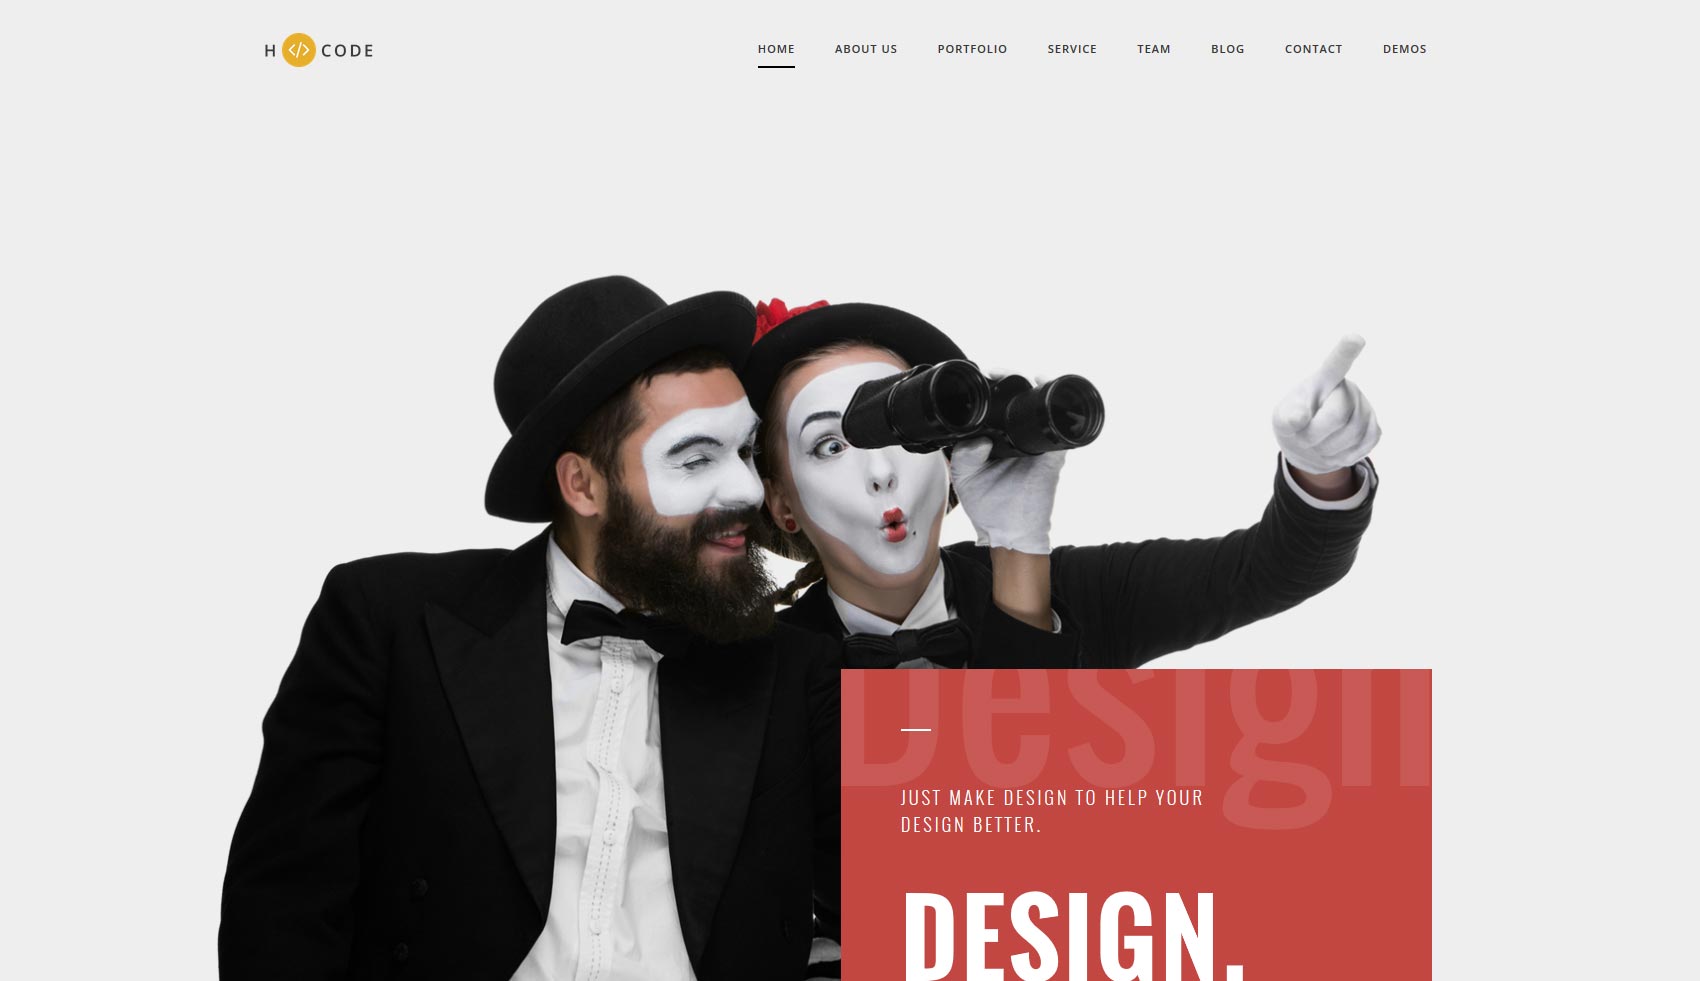 H </> CODE
HOME ABOUT US PORTFOLIO SERVICE TEAM BLOG CONTACT DEMOS
Design
JUST MAKE DESIGN TO HELP YOUR
DESIGN BETTER.
DESIGN.